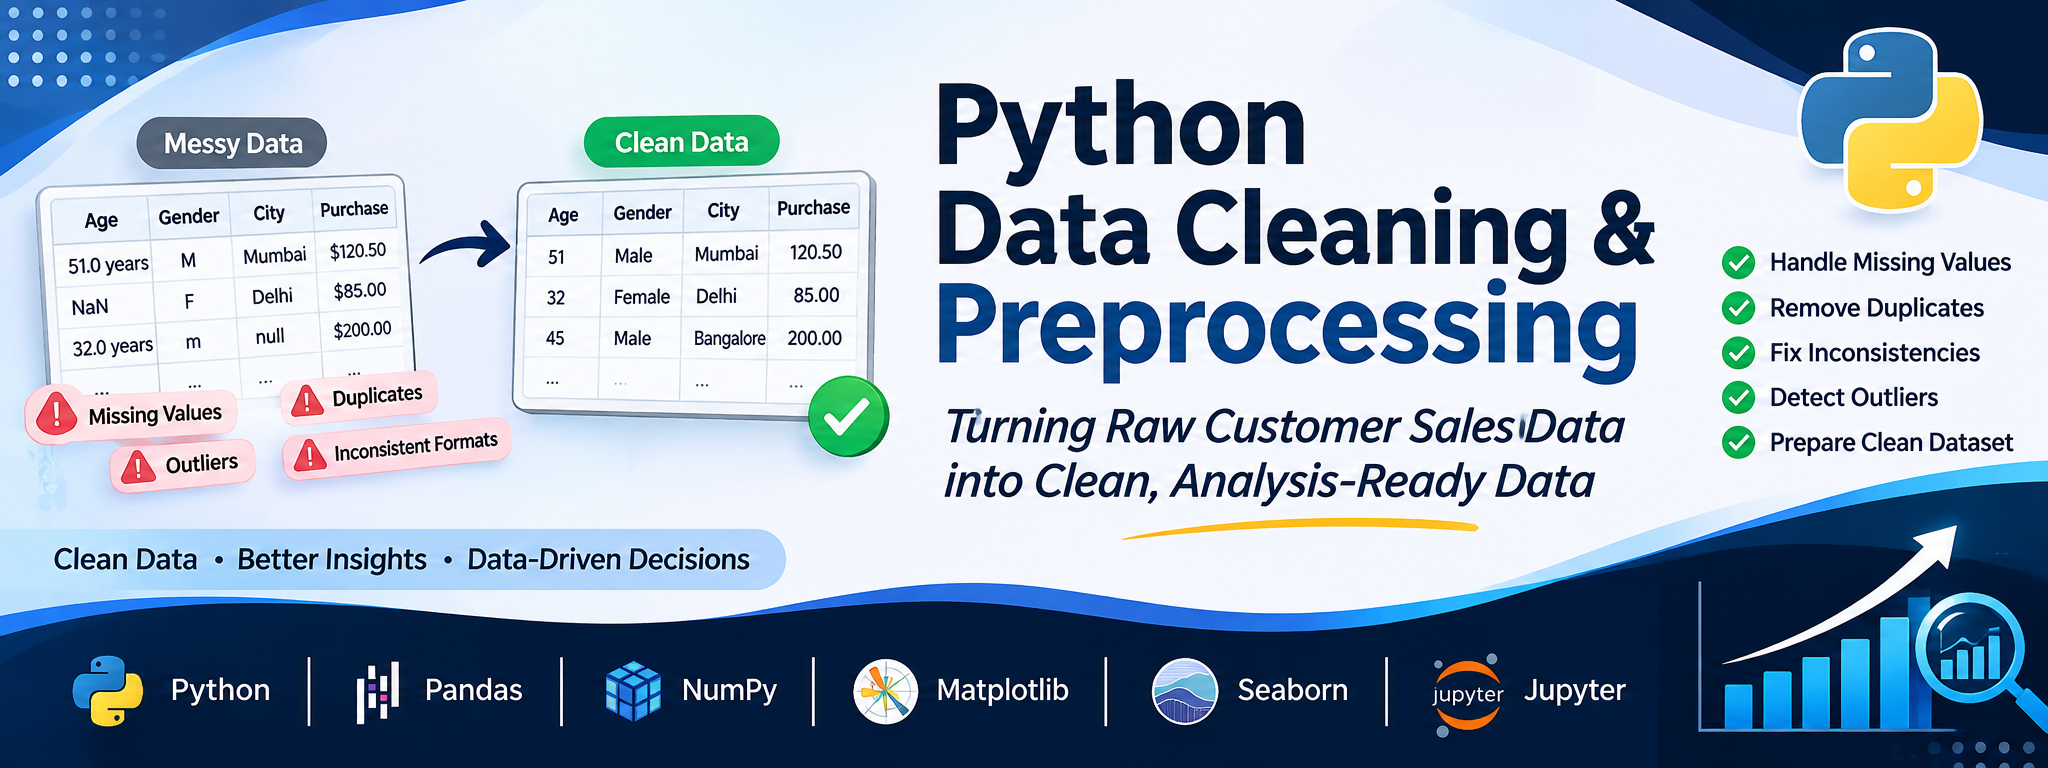 Messy Data
Age Gender City Purchase
51.0 years M Mumbai $120.50
NaN F Delhi $85.00
32.0 years m null $200.00
... ... ... ...
Missing Values
Duplicates
Outliers
Inconsistent Formats
Clean Data
Age Gender City Purchase
51 Male Mumbai 120.50
32 Female Delhi 85.00
45 Male Bangalore 200.00
... ... ... ...
Python
Data Cleaning &
Preprocessing
Turning Raw Customer Sales Data
into Clean, Analysis-Ready Data
Handle Missing Values
Remove Duplicates
Fix Inconsistencies
Detect Outliers
Prepare Clean Dataset
Clean Data • Better Insights • Data-Driven Decisions
Python
Pandas
NumPy
Matplotlib
Seaborn
jupyter
Jupyter